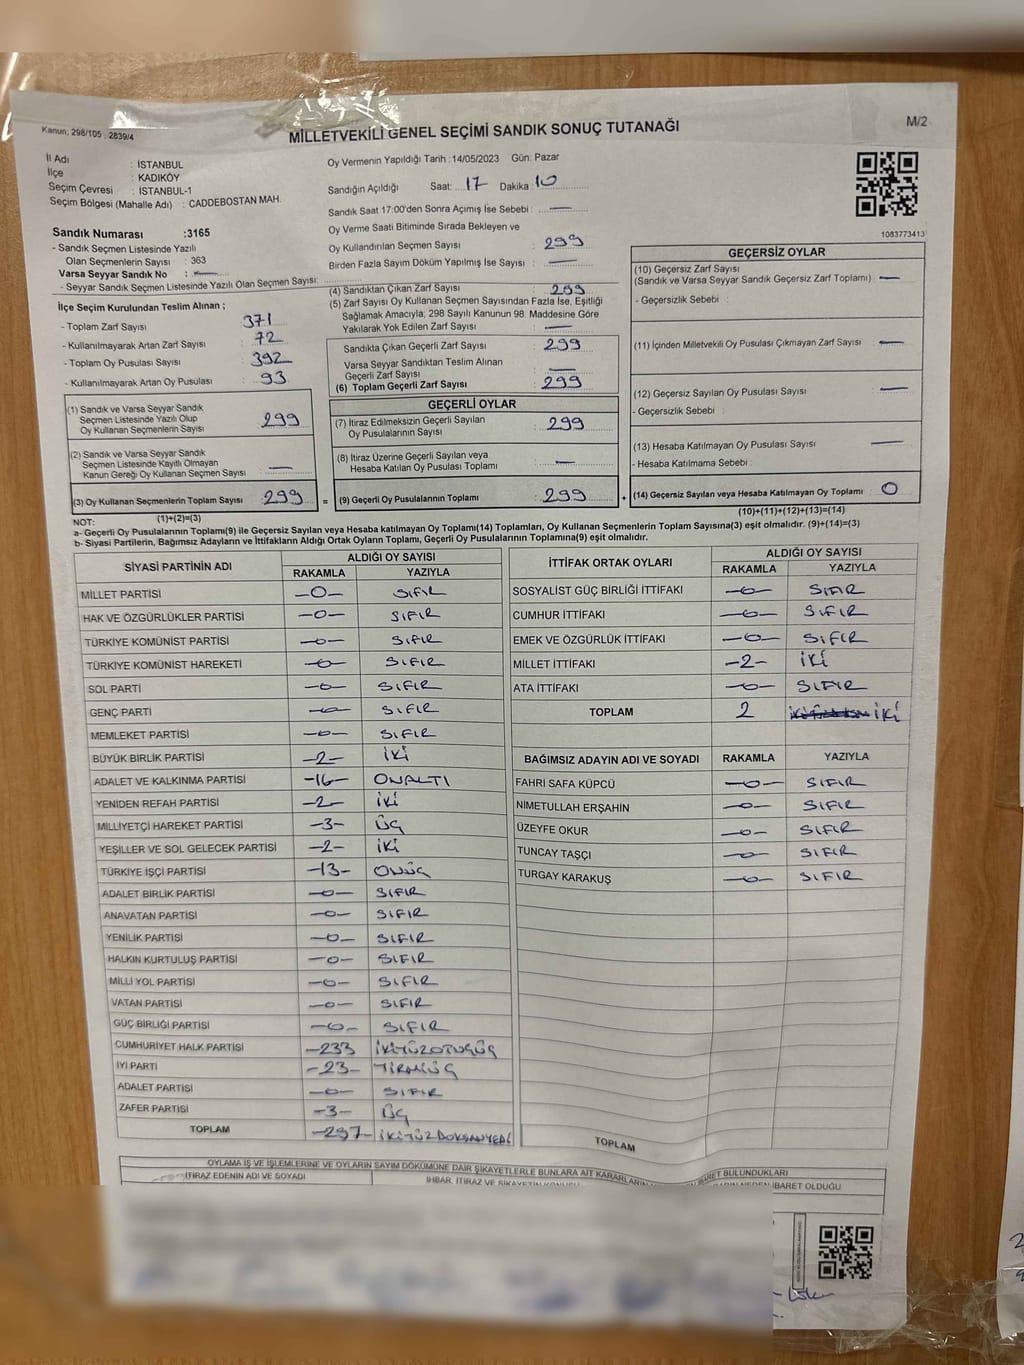 Kanun; 298/105 , 2839/4
MİLLETVEKİLİ GENEL SEÇİMİ SANDIK SONUÇ TUTANAĞI
M/2
İl Adı : İSTANBUL
İlçe : KADIKÖY
Seçim Çevresi : İSTANBUL-1
Seçim Bölgesi (Mahalle Adı) : CADDEBOSTAN MAH.
Oy Vermenin Yapıldığı Tarih :14/05/2023 Gün: Pazar
Sandığın Açıldığı Saat: 17 Dakika 10
Sandık Saat 17:00'den Sonra Açımış İse Sebebi : —
Oy Verme Saati Bitiminde Sırada Bekleyen ve
Oy Kullandırılan Seçmen Sayısı : 299
Birden Fazla Sayım Döküm Yapılmış İse Sayısı : —
1083773413
Sandık Numarası :3165
- Sandık Seçmen Listesinde Yazılı
Olan Seçmenlerin Sayısı : 363
Varsa Seyyar Sandık No : —
- Seyyar Sandık Seçmen Listesinde Yazılı Olan Seçmen Sayısı:
İlçe Seçim Kurulundan Teslim Alınan ;
- Toplam Zarf Sayısı : 371
- Kullanılmayarak Artan Zarf Sayısı : 72
- Toplam Oy Pusulası Sayısı : 392
- Kullanılmayarak Artan Oy Pusulası : 93
(1) Sandık ve Varsa Seyyar Sandık
Seçmen Listesinde Yazılı Olup
Oy Kullanan Seçmenlerin Sayısı : 299
(2) Sandık ve Varsa Seyyar Sandık
Seçmen Listesinde Kayıtlı Olmayan
Kanun Gereği Oy Kullanan Seçmen Sayısı : —
(3) Oy Kullanan Seçmenlerin Toplam Sayısı : 299
(1)+(2)=(3)
(4) Sandıktan Çıkan Zarf Sayısı : 299
(5) Zarf Sayısı Oy Kullanan Seçmen Sayısından Fazla İse, Eşitliği
Sağlamak Amacıyla; 298 Sayılı Kanunun 98. Maddesine Göre
Yakılarak Yok Edilen Zarf Sayısı : —
Sandıkta Çıkan Geçerli Zarf Sayısı : 299
Varsa Seyyar Sandıktan Teslim Alınan
Geçerli Zarf Sayısı : —
(6) Toplam Geçerli Zarf Sayısı : 299
GEÇERLİ OYLAR
(7) İtiraz Edilmeksizin Geçerli Sayılan
Oy Pusulalarının Sayısı : 299
(8) İtiraz Üzerine Geçerli Sayılan veya
Hesaba Katılan Oy Pusulası Toplamı : —
= (9) Geçerli Oy Pusulalarının Toplamı : 299 +
GEÇERSİZ OYLAR
(10) Geçersiz Zarf Sayısı
(Sandık ve Varsa Seyyar Sandık Geçersiz Zarf Toplamı) : —
- Geçersizlik Sebebi :
(11) İçinden Milletvekili Oy Pusulası Çıkmayan Zarf Sayısı : —
(12) Geçersiz Sayılan Oy Pusulası Sayısı : —
- Geçersizlik Sebebi :
(13) Hesaba Katılmayan Oy Pusulası Sayısı : —
- Hesaba Katılmama Sebebi :
(14) Geçersiz Sayılan veya Hesaba Katılmayan Oy Toplamı : 0
(10)+(11)+(12)+(13)=(14)
NOT:
a- Geçerli Oy Pusulalarının Toplamı(9) ile Geçersiz Sayılan veya Hesaba katılmayan Oy Toplamı(14) Toplamları, Oy Kullanan Seçmenlerin Toplam Sayısına(3) eşit olmalıdır. (9)+(14)=(3)
b- Siyasi Partilerin, Bağımsız Adayların ve İttifakların Aldığı Ortak Oyların Toplamı, Geçerli Oy Pusulalarının Toplamına(9) eşit olmalıdır.
SİYASİ PARTİNİN ADI ALDIĞI OY SAYISI
RAKAMLA YAZIYLA
MİLLET PARTİSİ -0- SIFIR
HAK VE ÖZGÜRLÜKLER PARTİSİ -0- SIFIR
TÜRKİYE KOMÜNİST PARTİSİ -0- SIFIR
TÜRKİYE KOMÜNİST HAREKETİ -0- SIFIR
SOL PARTİ -0- SIFIR
GENÇ PARTİ -0- SIFIR
MEMLEKET PARTİSİ -0- SIFIR
BÜYÜK BİRLİK PARTİSİ -2- İKİ
ADALET VE KALKINMA PARTİSİ -16- ONALTI
YENİDEN REFAH PARTİSİ -2- İKİ
MİLLİYETÇİ HAREKET PARTİSİ -3- ÜÇ
YEŞİLLER VE SOL GELECEK PARTİSİ -2- İKİ
TÜRKİYE İŞÇİ PARTİSİ -13- ONÜÇ
ADALET BİRLİK PARTİSİ -0- SIFIR
ANAVATAN PARTİSİ -0- SIFIR
YENİLİK PARTİSİ -0- SIFIR
HALKIN KURTULUŞ PARTİSİ -0- SIFIR
MİLLİ YOL PARTİSİ -0- SIFIR
VATAN PARTİSİ -0- SIFIR
GÜÇ BİRLİĞİ PARTİSİ -0- SIFIR
CUMHURİYET HALK PARTİSİ -233 İKİYÜZOTUZÜÇ
İYİ PARTİ -23- YİRMİÜÇ
ADALET PARTİSİ -0- SIFIR
ZAFER PARTİSİ -3- ÜÇ
TOPLAM -297- İKİYÜZDOKSANYEDİ
İTTİFAK ORTAK OYLARI ALDIĞI OY SAYISI
RAKAMLA YAZIYLA
SOSYALİST GÜÇ BİRLİĞİ İTTİFAKI -0- SIFIR
CUMHUR İTTİFAKI -0- SIFIR
EMEK VE ÖZGÜRLÜK İTTİFAKI -0- SIFIR
MİLLET İTTİFAKI -2- İKİ
ATA İTTİFAKI -0- SIFIR
TOPLAM 2 İKİ
BAĞIMSIZ ADAYIN ADI VE SOYADI RAKAMLA YAZIYLA
FAHRİ SAFA KÜPCÜ -0- SIFIR
NİMETULLAH ERŞAHİN -0- SIFIR
ÜZEYFE OKUR -0- SIFIR
TUNCAY TAŞÇI -0- SIFIR
TURGAY KARAKUŞ -0- SIFIR
TOPLAM
OYLAMA İŞ VE İŞLEMLERİNE VE OYLARIN SAYIM DÖKÜMÜNE DAİR ŞİKAYETLERLE BUNLARA AİT KARARLARIN BULUNDUKLARI
İTİRAZ EDENİN ADI VE SOYADI İHBAR, İTİRAZ VE ŞİKAYETİN KONUSU İBARET OLDUĞU